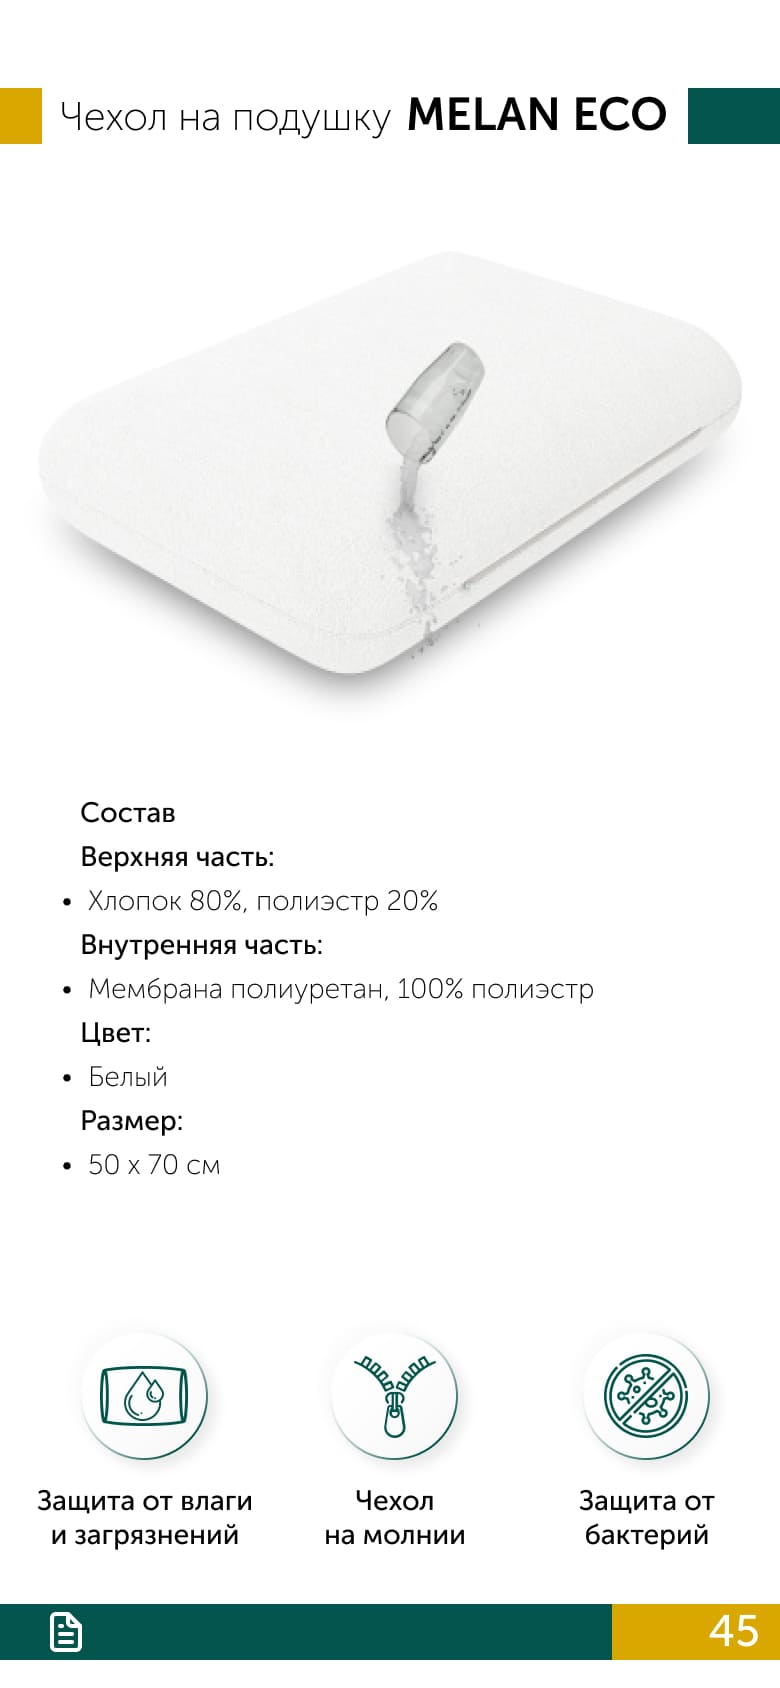 Чехол на подушку MELAN ECO
Состав
Верхняя часть:
• Хлопок 80%, полиэстр 20%
Внутренняя часть:
• Мембрана полиуретан, 100% полиэстр
Цвет:
• Белый
Размер:
• 50 х 70 см
Защита от влаги
и загрязнений
Чехол
на молнии
Защита от
бактерий
45